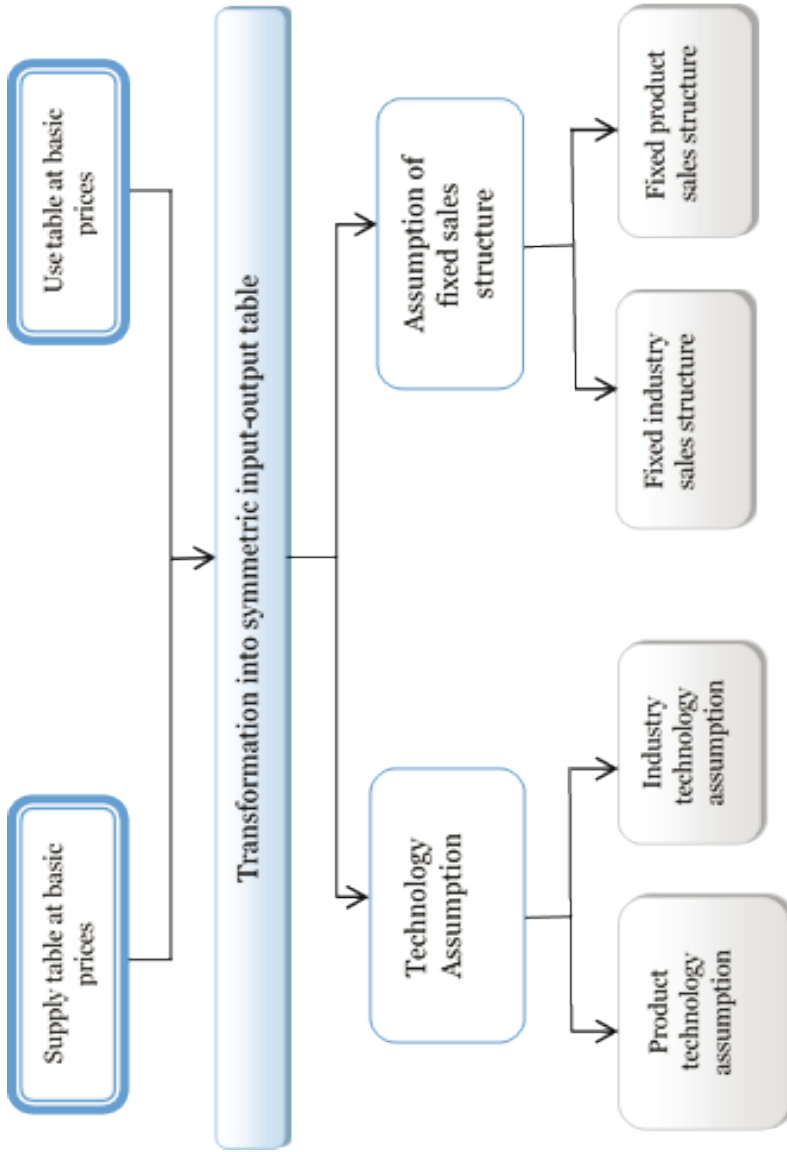 Supply table at basic
prices
Use table at basic
prices
Transformation into symmetric input-output table
Technology
Assumption
Assumption of
fixed sales
structure
Product
technology
assumption
Industry
technology
assumption
Fixed industry
sales structure
Fixed product
sales structure